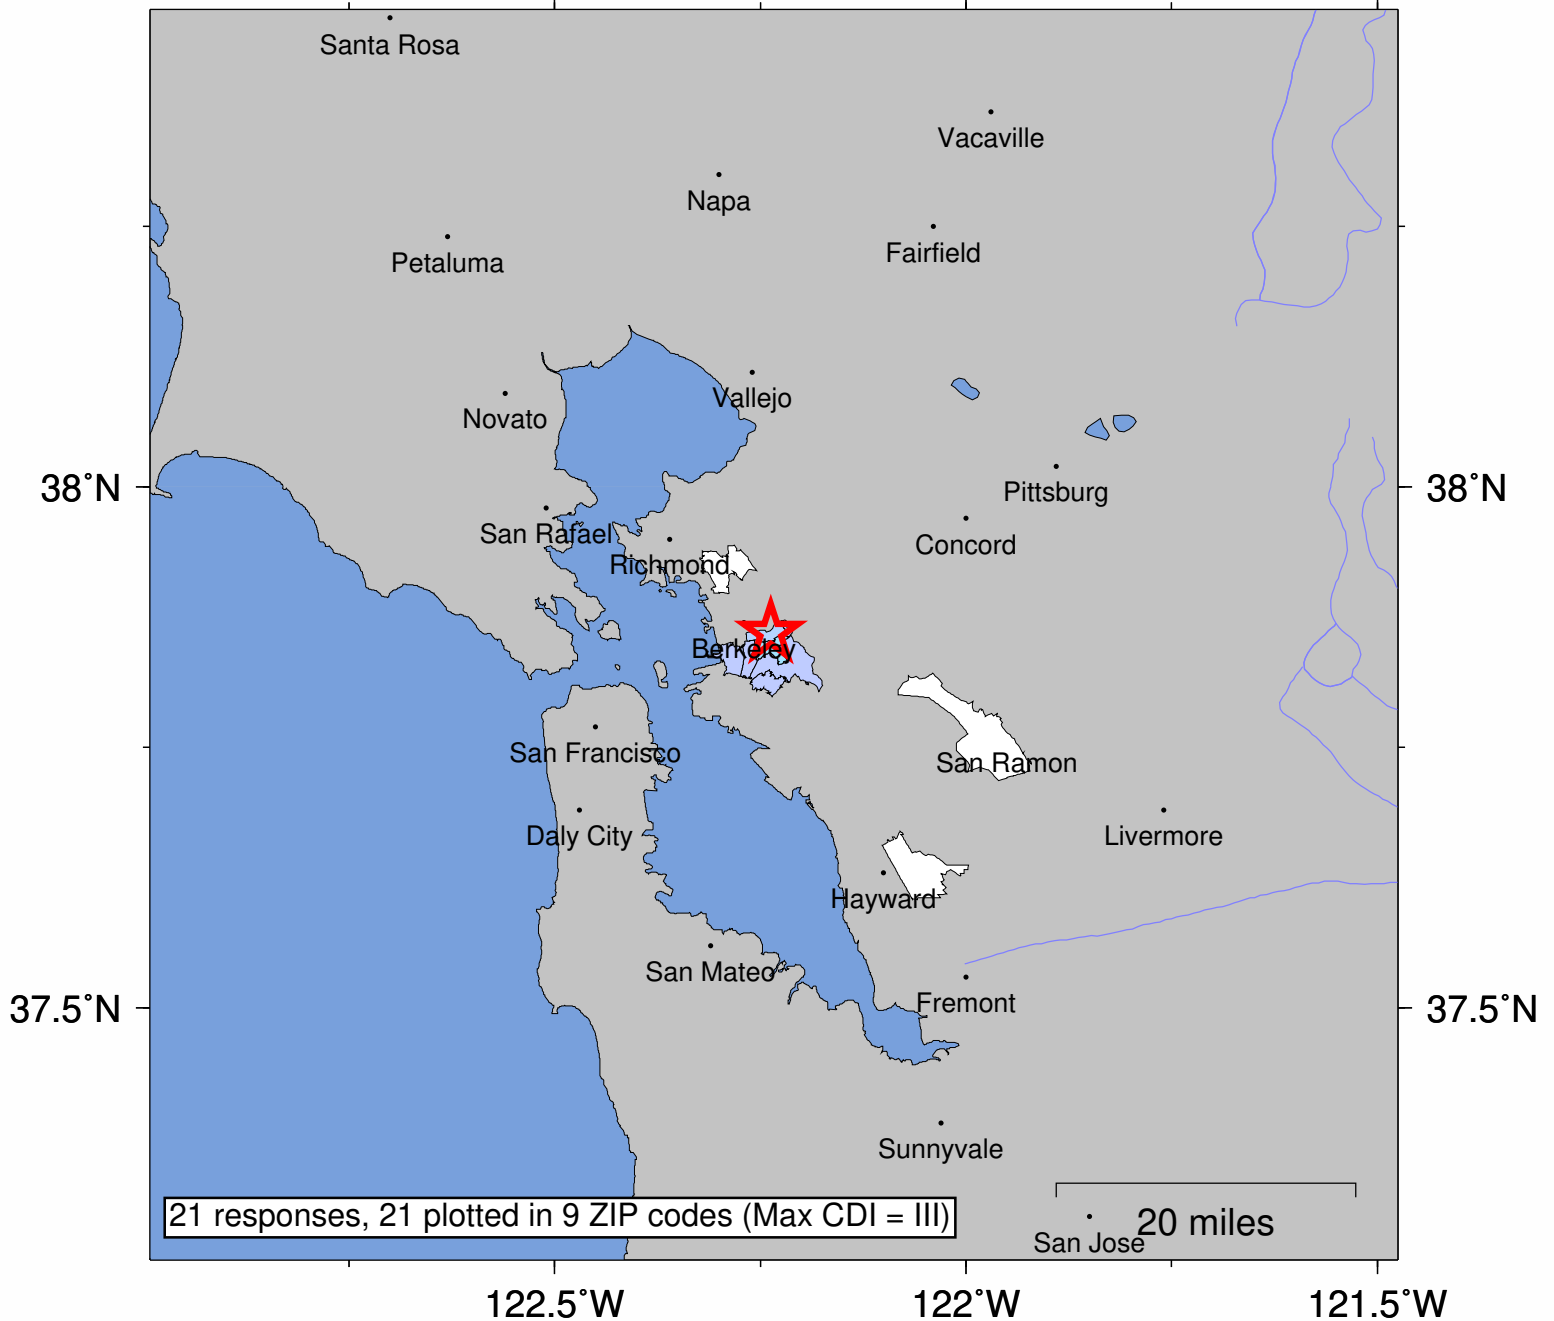 Santa Rosa
Vacaville
Napa
Petaluma
Fairfield
Vallejo
Novato
38°N
38°N
Pittsburg
San Rafael
Concord
Richmond
Berkeley
San Francisco
San Ramon
Daly City
Livermore
Hayward
San Mateo
Fremont
37.5°N
37.5°N
Sunnyvale
21 responses, 21 plotted in 9 ZIP codes (Max CDI = III)
20 miles
San Jose
122.5°W
122°W
121.5°W